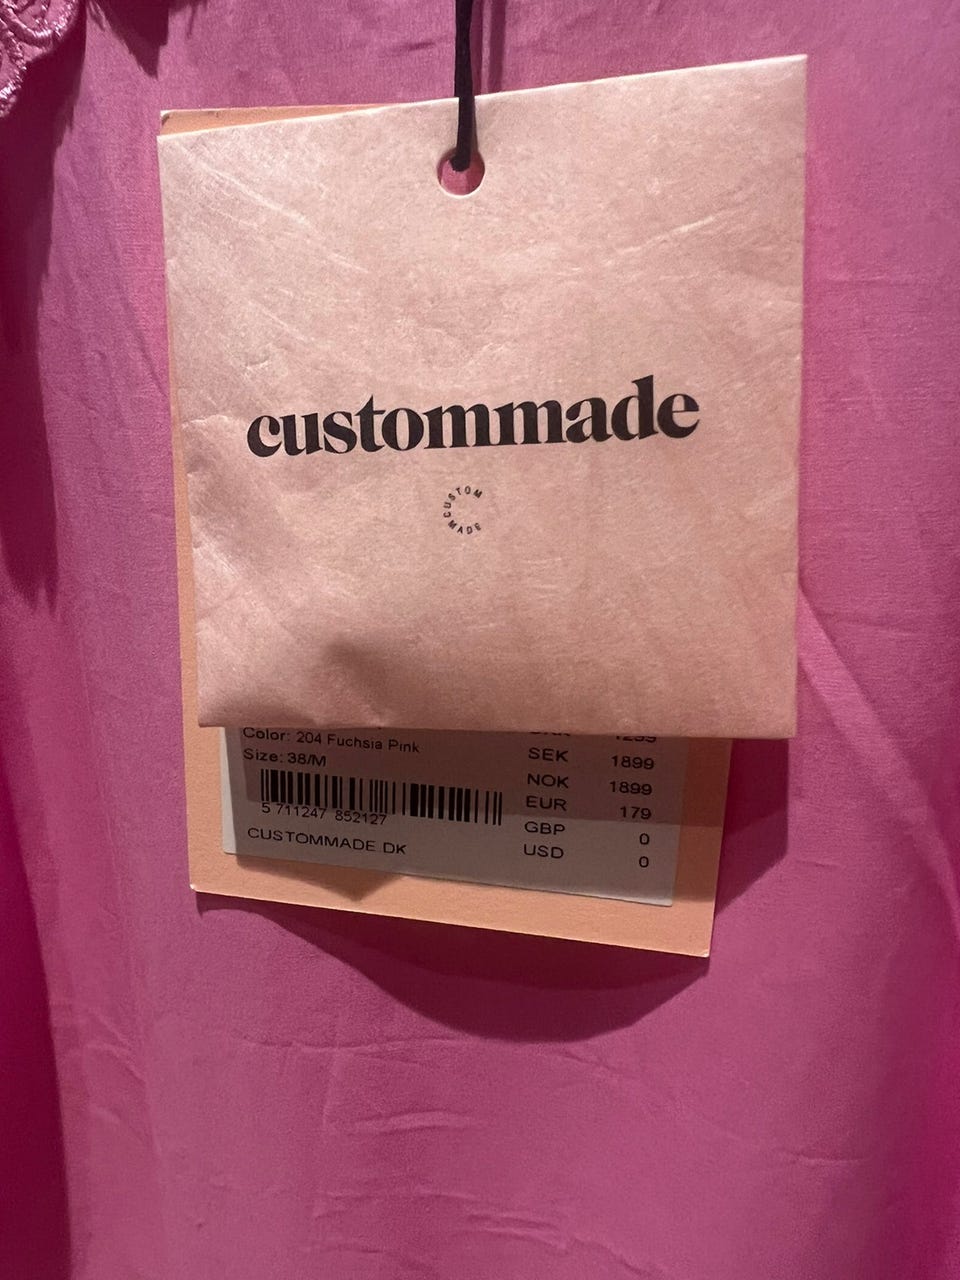 custommade
CUSTOM
MADE
Color: 204 Fuchsia Pink
Size: 38/M
5 711247 852127
CUSTOMMADE DK
1299
SEK 1899
NOK 1899
EUR 179
GBP 0
USD 0